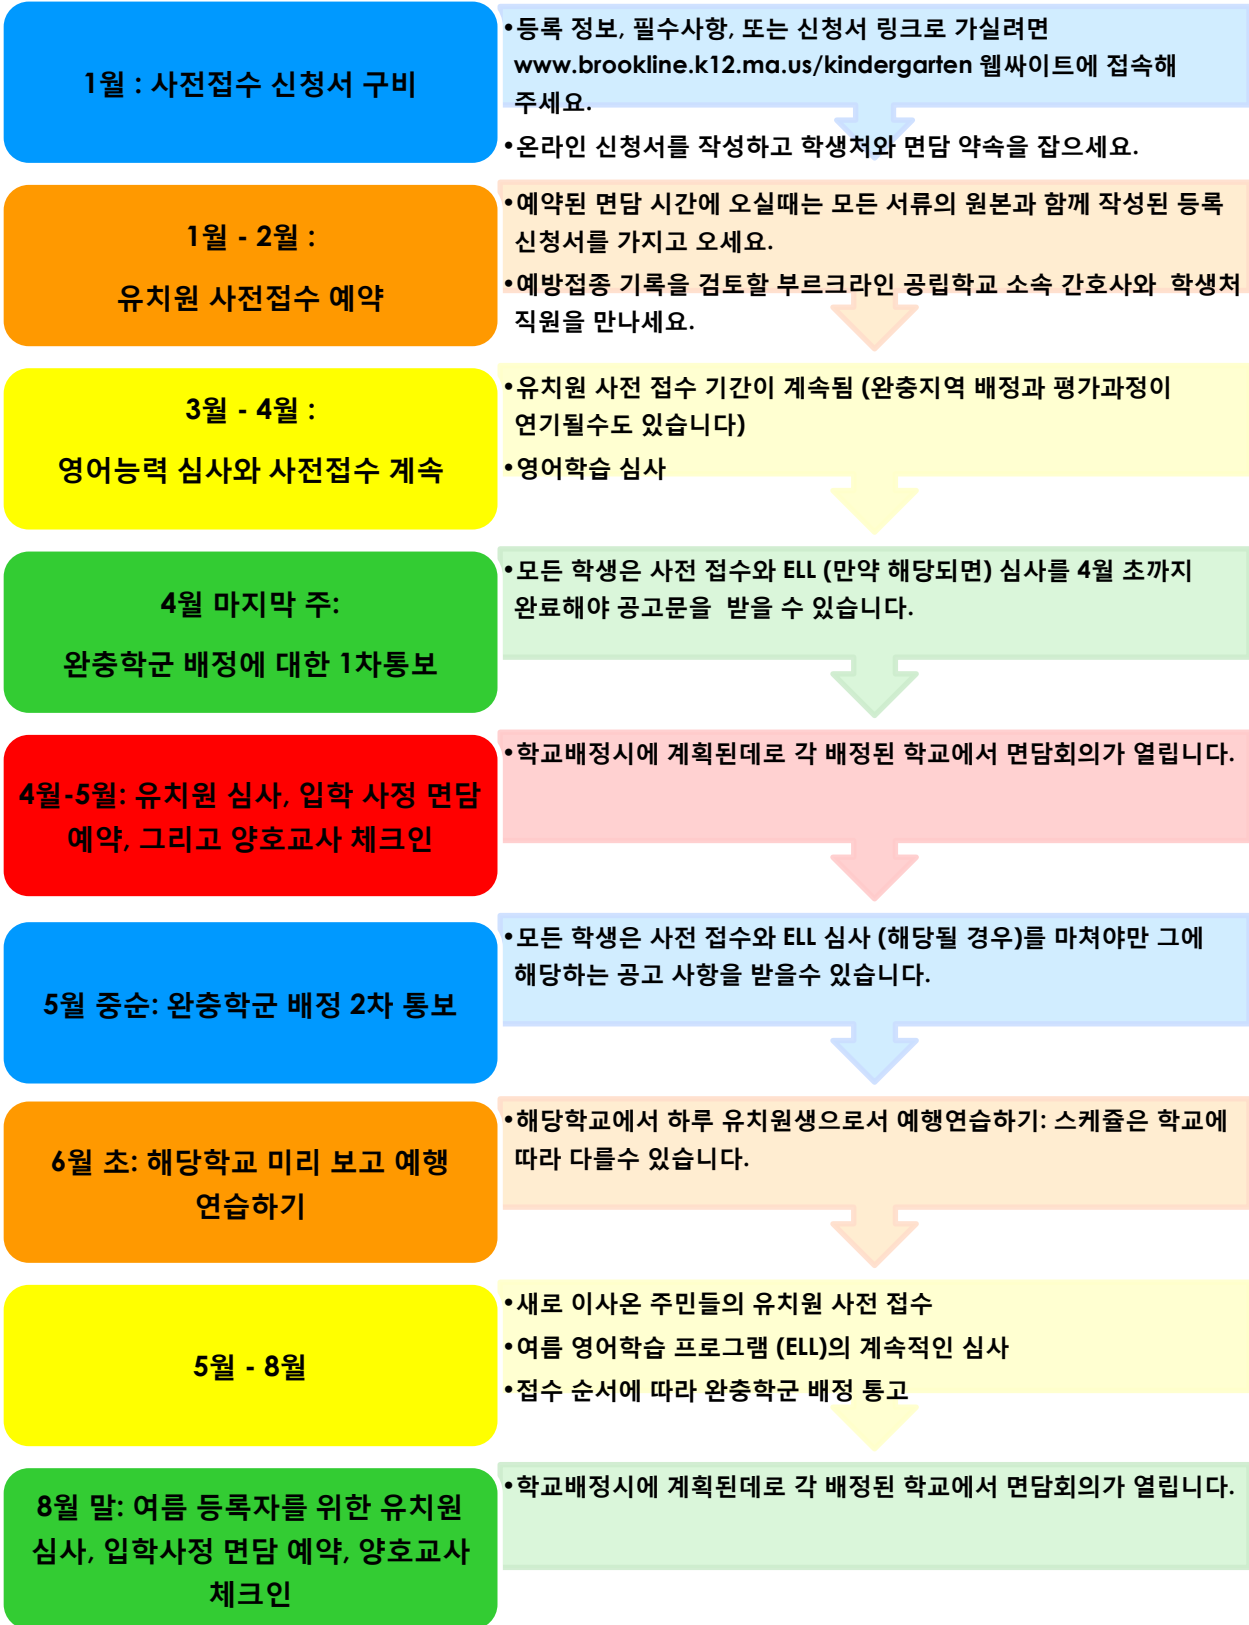 1월 : 사전접수 신청서 구비
•등록 정보, 필수사항, 또는 신청서 링크로 가실려면
www.brookline.k12.ma.us/kindergarten 웹싸이트에 접속해
주세요.
•온라인 신청서를 작성하고 학생처와 면담 약속을 잡으세요.
1월 - 2월 :
유치원 사전접수 예약
•예약된 면담 시간에 오실때는 모든 서류의 원본과 함께 작성된 등록
신청서를 가지고 오세요.
•예방접종 기록을 검토할 부르크라인 공립학교 소속 간호사와 학생처
직원을 만나세요.
3월 - 4월 :
영어능력 심사와 사전접수 계속
•유치원 사전 접수 기간이 계속됨 (완충지역 배정과 평가과정이
연기될수도 있습니다)
•영어학습 심사
4월 마지막 주:
완충학군 배정에 대한 1차통보
•모든 학생은 사전 접수와 ELL (만약 해당되면) 심사를 4월 초까지
완료해야 공고문을 받을 수 있습니다.
4월-5월: 유치원 심사, 입학 사정 면담
예약, 그리고 양호교사 체크인
•학교배정시에 계획된데로 각 배정된 학교에서 면담회의가 열립니다.
5월 중순: 완충학군 배정 2차 통보
•모든 학생은 사전 접수와 ELL 심사 (해당될 경우)를 마쳐야만 그에
해당하는 공고 사항을 받을수 있습니다.
6월 초: 해당학교 미리 보고 예행
연습하기
•해당학교에서 하루 유치원생으로서 예행연습하기: 스케쥴은 학교에
따라 다를수 있습니다.
5월 - 8월
•새로 이사온 주민들의 유치원 사전 접수
•여름 영어학습 프로그램 (ELL)의 계속적인 심사
•접수 순서에 따라 완충학군 배정 통고
8월 말: 여름 등록자를 위한 유치원
심사, 입학사정 면담 예약, 양호교사
체크인
•학교배정시에 계획된데로 각 배정된 학교에서 면담회의가 열립니다.